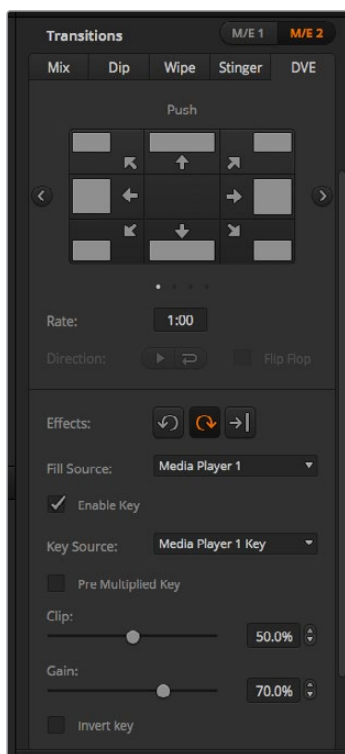 Transitions M/E 1 M/E 2
Mix Dip Wipe Stinger DVE
Push
Rate: 1:00
Direction: Flip Flop
Effects:
Fill Source: Media Player 1
Enable Key
Key Source: Media Player 1 Key
Pre Multiplied Key
Clip:
50.0%
Gain:
70.0%
Invert key